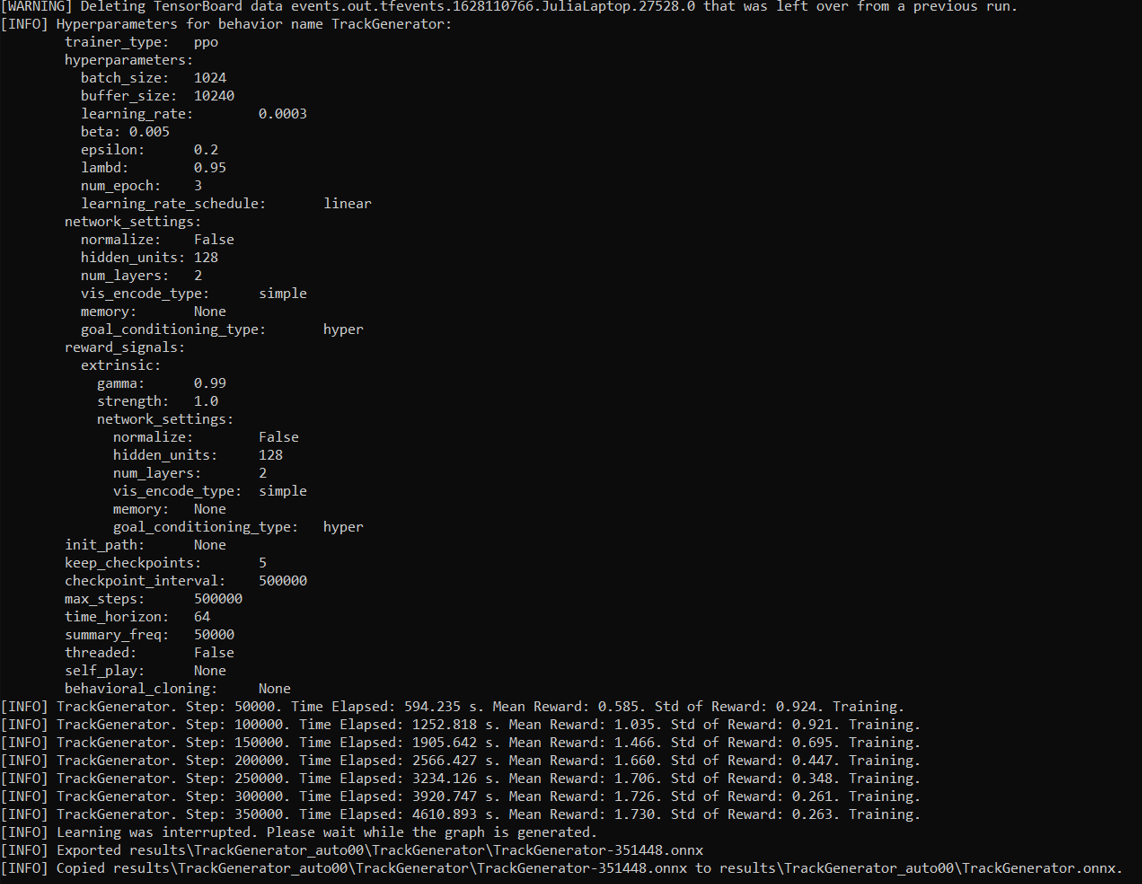 [WARNING] Deleting TensorBoard data events.out.tfevents.1628110766.JuliaLaptop.27528.0 that was left over from a previous run.
[INFO] Hyperparameters for behavior name TrackGenerator:
        trainer_type:   ppo
        hyperparameters:
          batch_size:   1024
          buffer_size:  10240
          learning_rate:        0.0003
          beta: 0.005
          epsilon:      0.2
          lambd:        0.95
          num_epoch:    3
          learning_rate_schedule:       linear
        network_settings:
          normalize:    False
          hidden_units: 128
          num_layers:   2
          vis_encode_type:      simple
          memory:       None
          goal_conditioning_type:       hyper
        reward_signals:
          extrinsic:
            gamma:      0.99
            strength:   1.0
            network_settings:
              normalize:        False
              hidden_units:     128
              num_layers:       2
              vis_encode_type:  simple
              memory:   None
              goal_conditioning_type:   hyper
        init_path:      None
        keep_checkpoints:       5
        checkpoint_interval:    500000
        max_steps:      500000
        time_horizon:   64
        summary_freq:   50000
        threaded:       False
        self_play:      None
        behavioral_cloning:     None
[INFO] TrackGenerator. Step: 50000. Time Elapsed: 594.235 s. Mean Reward: 0.585. Std of Reward: 0.924. Training.
[INFO] TrackGenerator. Step: 100000. Time Elapsed: 1252.818 s. Mean Reward: 1.035. Std of Reward: 0.921. Training.
[INFO] TrackGenerator. Step: 150000. Time Elapsed: 1905.642 s. Mean Reward: 1.466. Std of Reward: 0.695. Training.
[INFO] TrackGenerator. Step: 200000. Time Elapsed: 2566.427 s. Mean Reward: 1.660. Std of Reward: 0.447. Training.
[INFO] TrackGenerator. Step: 250000. Time Elapsed: 3234.126 s. Mean Reward: 1.706. Std of Reward: 0.348. Training.
[INFO] TrackGenerator. Step: 300000. Time Elapsed: 3920.747 s. Mean Reward: 1.726. Std of Reward: 0.261. Training.
[INFO] TrackGenerator. Step: 350000. Time Elapsed: 4610.893 s. Mean Reward: 1.730. Std of Reward: 0.263. Training.
[INFO] Learning was interrupted. Please wait while the graph is generated.
[INFO] Exported results\TrackGenerator_auto00\TrackGenerator\TrackGenerator-351448.onnx
[INFO] Copied results\TrackGenerator_auto00\TrackGenerator\TrackGenerator-351448.onnx to results\TrackGenerator_auto00\TrackGenerator.onnx.